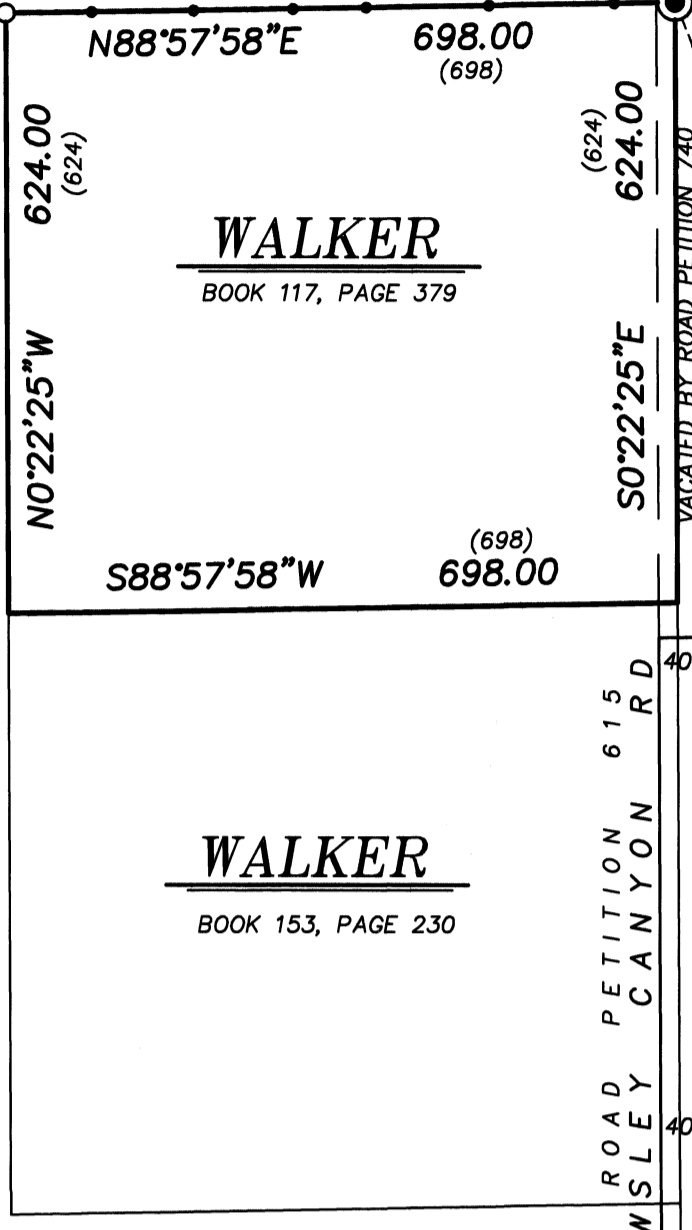 N88°57'58"E 698.00
(698)
624.00
(624)
(624)
624.00
WALKER
BOOK 117, PAGE 379
N0°22'25"W
S0°22'25"E
VACATED BY ROAD PETITION 740
(698)
S88°57'58"W 698.00
40
ROAD PETITION 615
NSLEY CANYON RD
WALKER
BOOK 153, PAGE 230
40